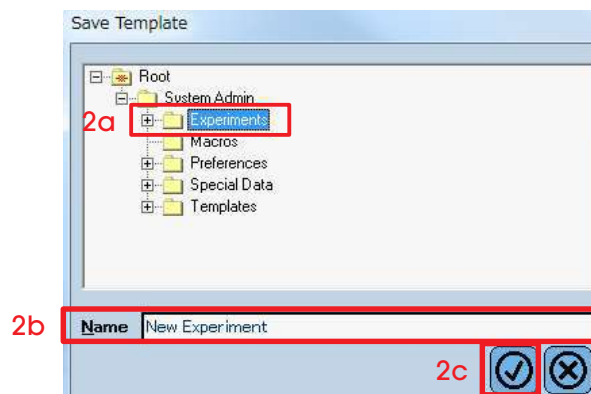 Save Template
Root
System Admin
2a Experiments
Macros
Preferences
Special Data
Templates
2b Name New Experiment
2c